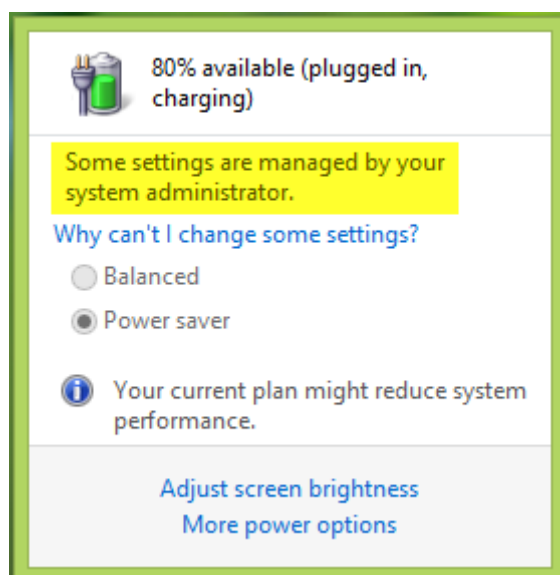 80% available (plugged in,
charging)
Some settings are managed by your
system administrator.
Why can't I change some settings?
Balanced
Power saver
Your current plan might reduce system
performance.
Adjust screen brightness
More power options